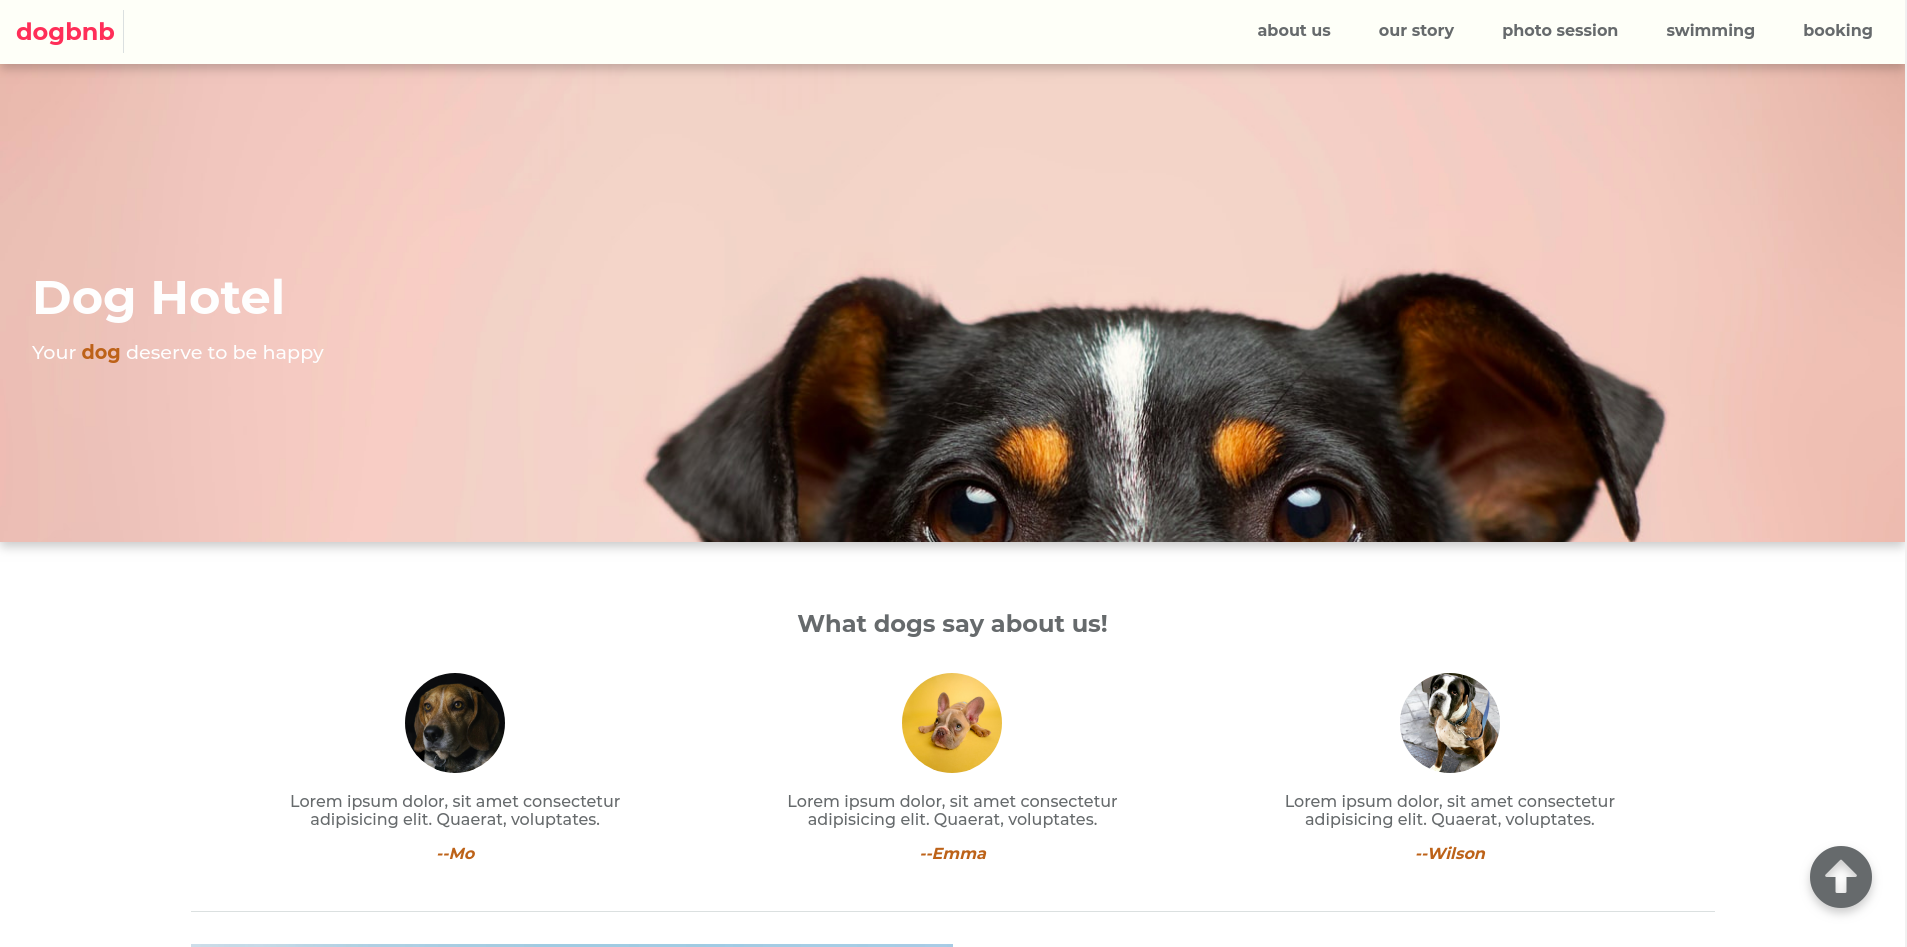 dogbnb
about us
our story
photo session
swimming
booking
Dog Hotel
Your dog deserve to be happy
What dogs say about us!
Lorem ipsum dolor, sit amet consectetur
adipisicing elit. Quaerat, voluptates.
--Mo
Lorem ipsum dolor, sit amet consectetur
adipisicing elit. Quaerat, voluptates.
--Emma
Lorem ipsum dolor, sit amet consectetur
adipisicing elit. Quaerat, voluptates.
--Wilson